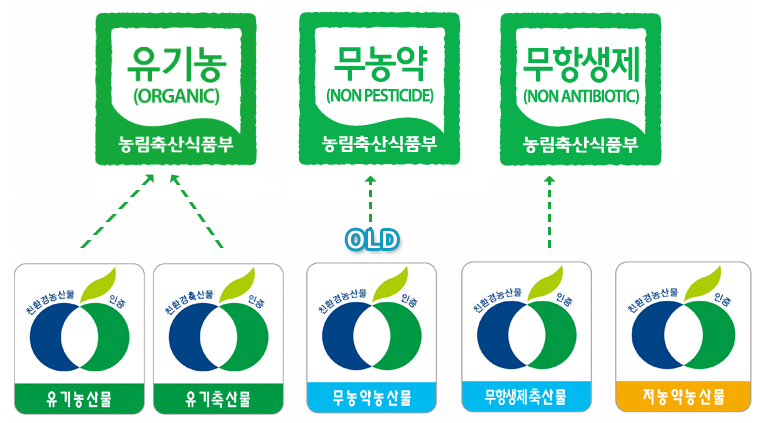 유기농
(ORGANIC)
농림축산식품부
무농약
(NON PESTICIDE)
농림축산식품부
무항생제
(NON ANTIBIOTIC)
농림축산식품부
OLD
친환경농산물 인증
유기농산물
친환경축산물 인증
유기축산물
친환경농산물 인증
무농약농산물
친환경축산물 인증
무항생제축산물
친환경농산물 인증
저농약농산물